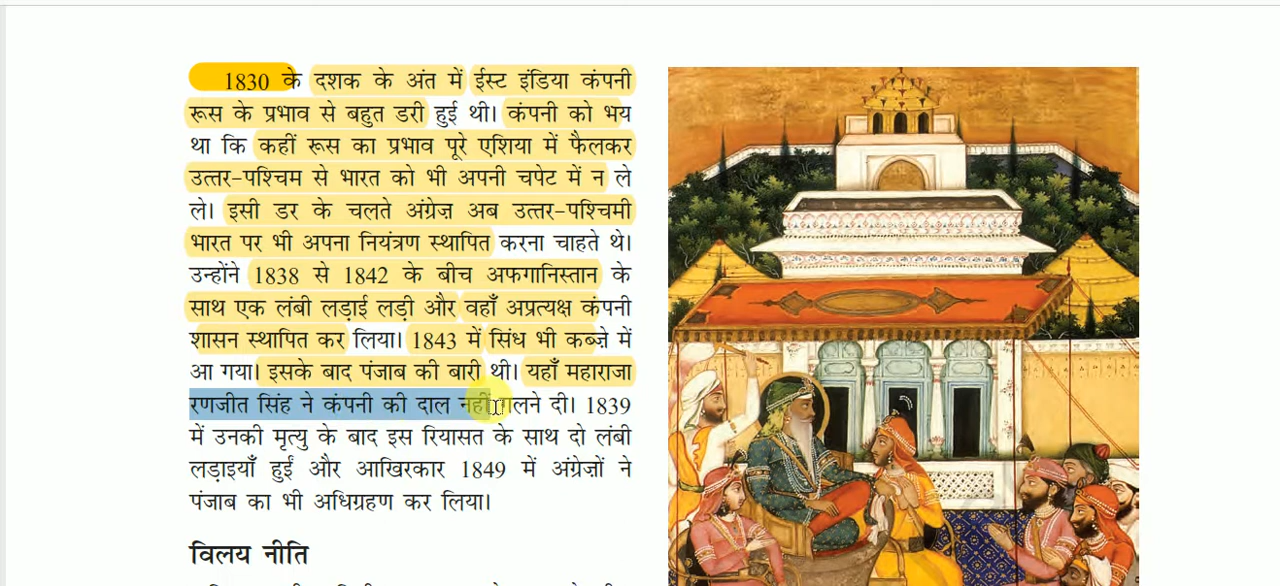 1830 के दशक के अंत में ईस्ट इंडिया कंपनी
रूस के प्रभाव से बहुत डरी हुई थी। कंपनी को भय
था कि कहीं रूस का प्रभाव पूरे एशिया में फैलकर
उत्तर-पश्चिम से भारत को भी अपनी चपेट में न ले
ले। इसी डर के चलते अंग्रेज़ अब उत्तर-पश्चिमी
भारत पर भी अपना नियंत्रण स्थापित करना चाहते थे।
उन्होंने 1838 से 1842 के बीच अफगानिस्तान के
साथ एक लंबी लड़ाई लड़ी और वहाँ अप्रत्यक्ष कंपनी
शासन स्थापित कर लिया। 1843 में सिंध भी कब्ज़े में
आ गया। इसके बाद पंजाब की बारी थी। यहाँ महाराजा
रणजीत सिंह ने कंपनी की दाल नहीं गलने दी। 1839
में उनकी मृत्यु के बाद इस रियासत के साथ दो लंबी
लड़ाइयाँ हुईं और आखिरकार 1849 में अंग्रेज़ों ने
पंजाब का भी अधिग्रहण कर लिया।
विलय नीति